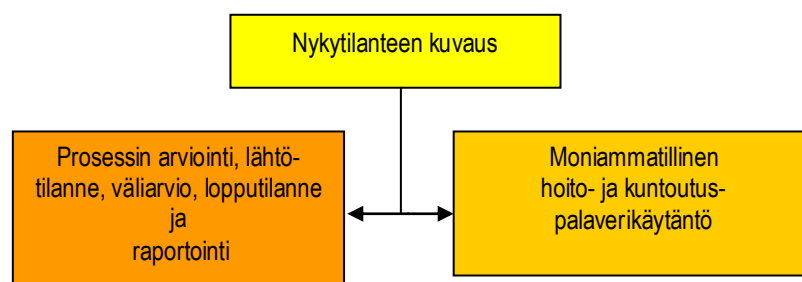 Nykytilanteen kuvaus
Prosessin arviointi, lähtö-
tilanne, väliarvio, lopputilanne
ja
raportointi
Moniammatillinen
hoito- ja kuntoutus-
palaverikäytäntö